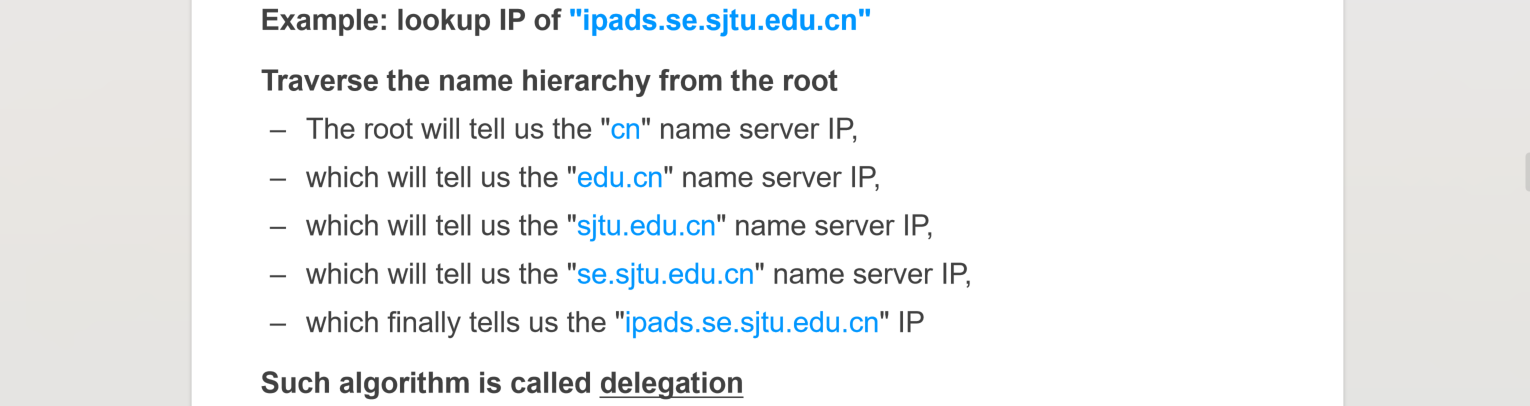 Example: lookup IP of "ipads.se.sjtu.edu.cn"
Traverse the name hierarchy from the root
– The root will tell us the "cn" name server IP,
– which will tell us the "edu.cn" name server IP,
– which will tell us the "sjtu.edu.cn" name server IP,
– which will tell us the "se.sjtu.edu.cn" name server IP,
– which finally tells us the "ipads.se.sjtu.edu.cn" IP
Such algorithm is called delegation